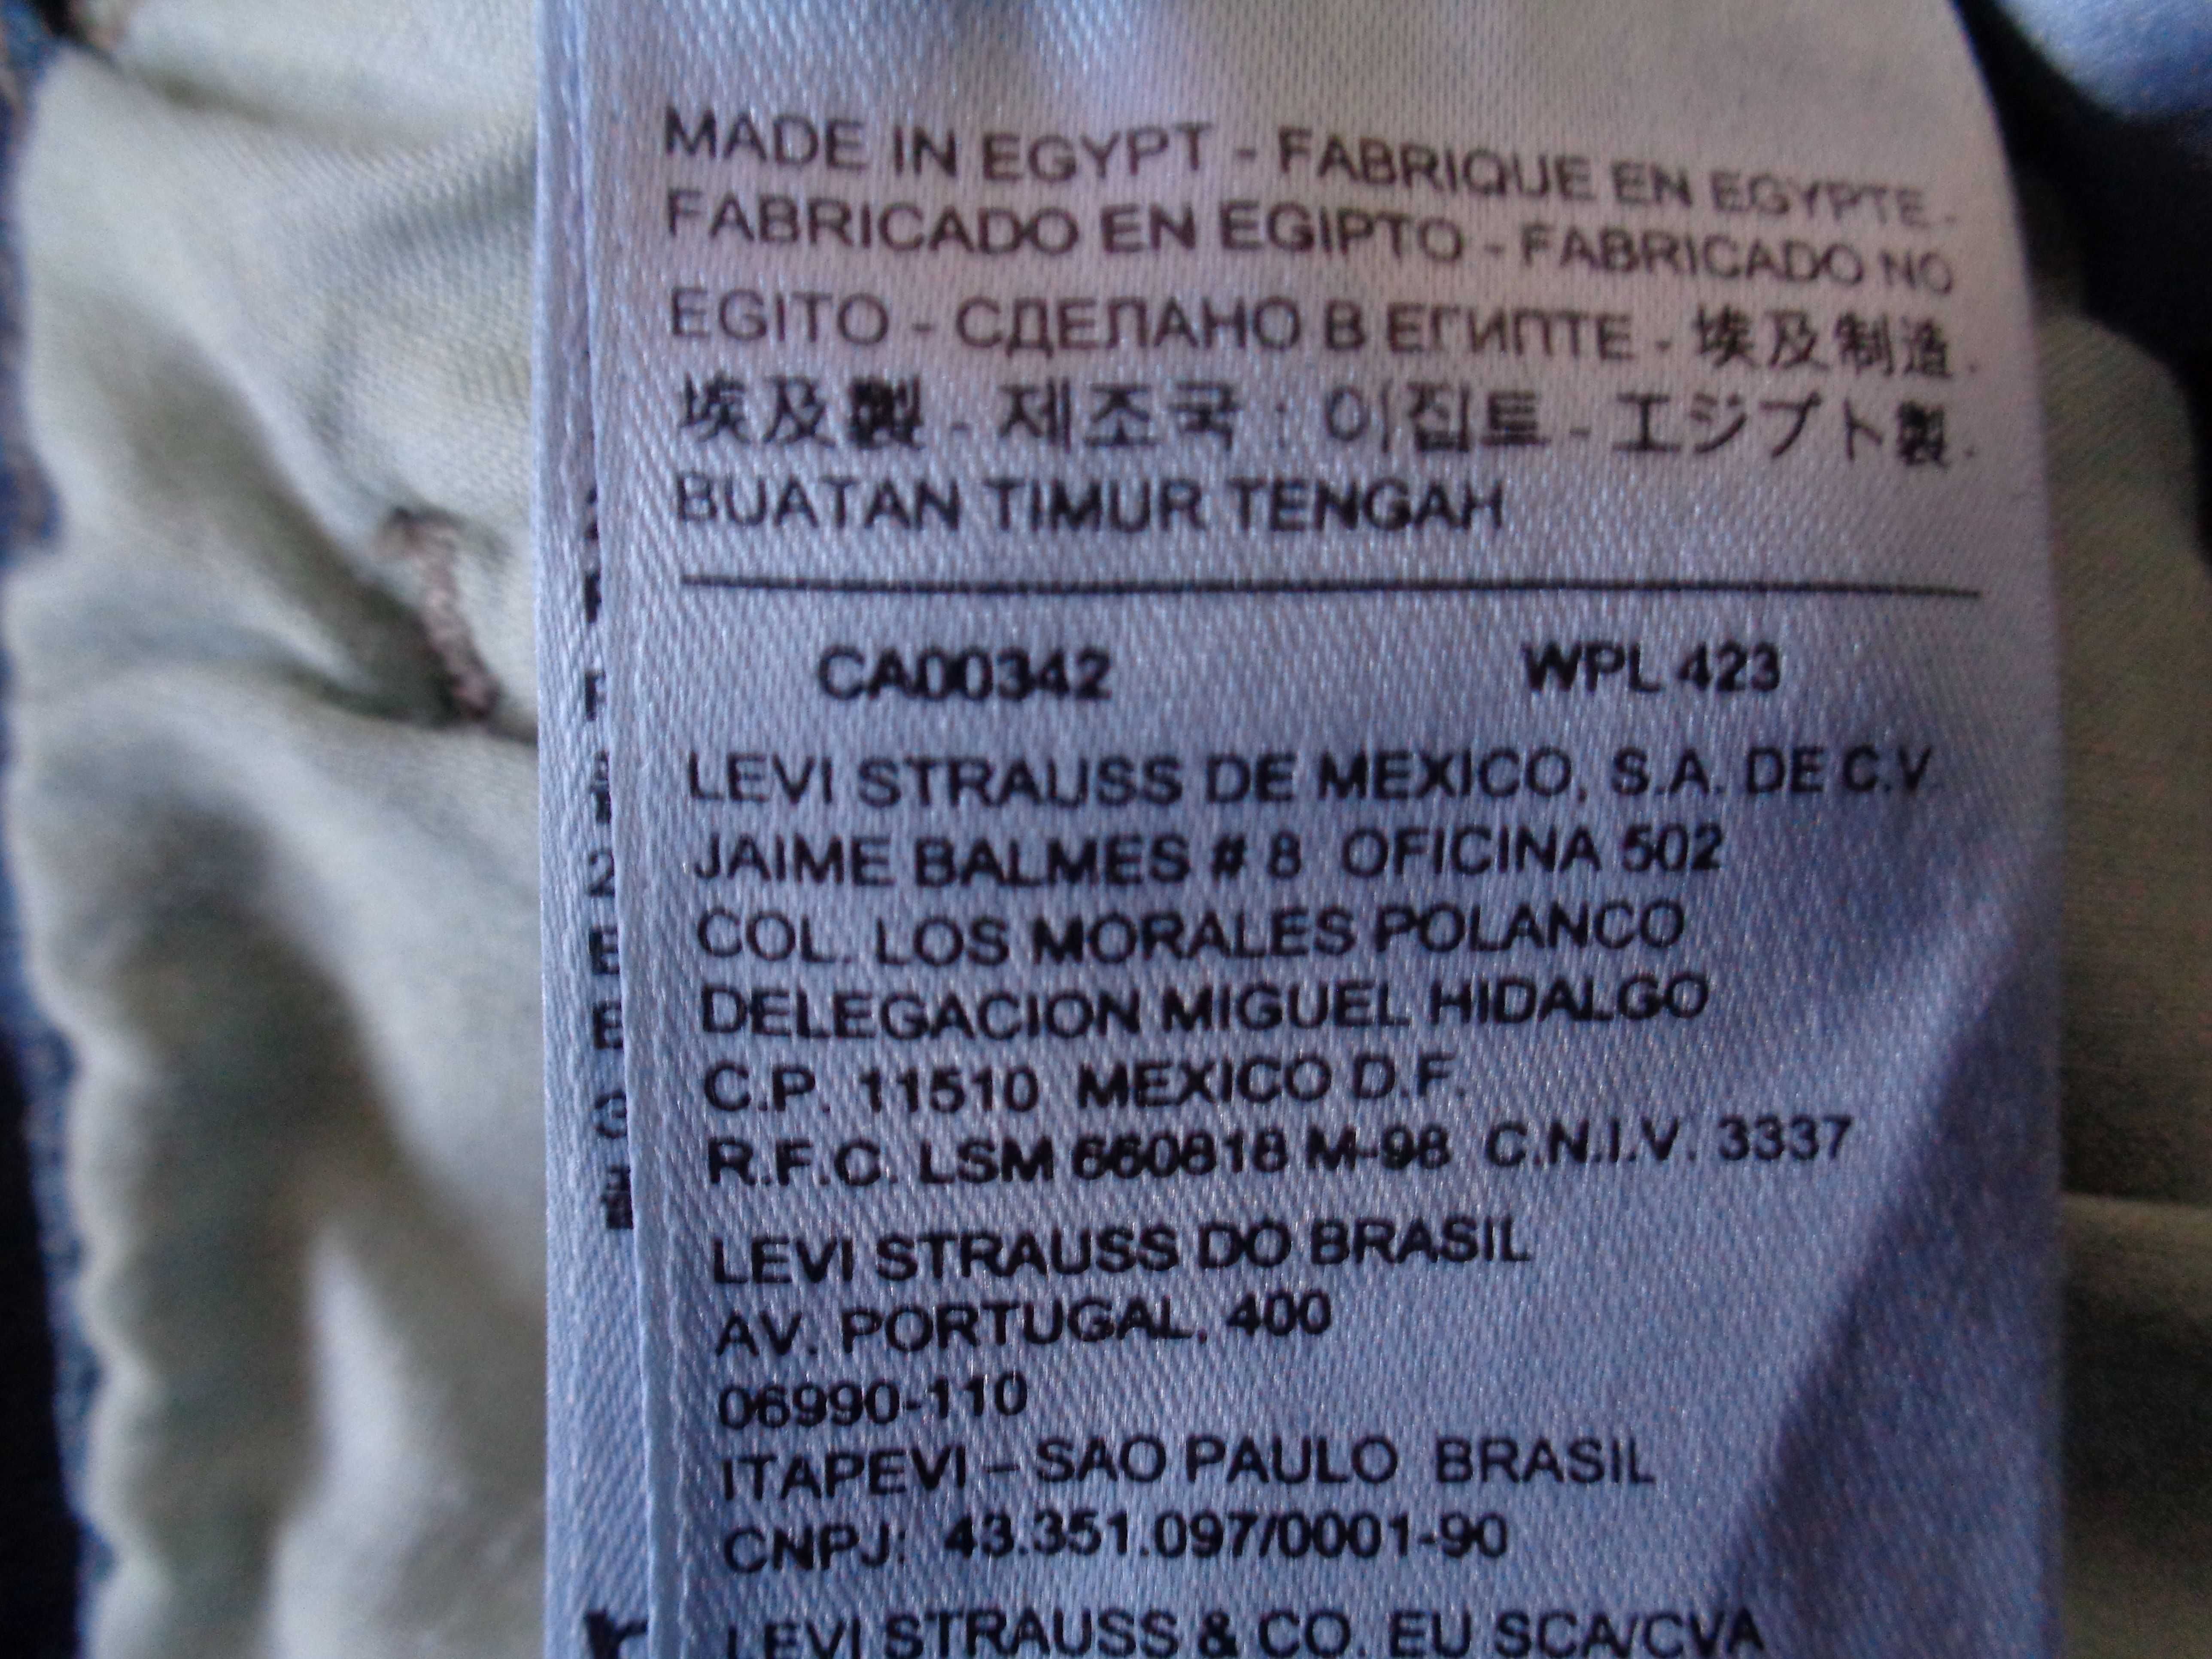 MADE IN EGYPT - FABRIQUE EN EGYPTE -
FABRICADO EN EGIPTO - FABRICADO NO
EGITO - СДЕЛАНО В ЕГИПТЕ - 埃及制造 -
埃及製 - 제조국 : 이집트 - エジプト製 -
BUATAN TIMUR TENGAH
CA00342 WPL 423
LEVI STRAUSS DE MEXICO, S.A. DE C.V.
JAIME BALMES # 8 OFICINA 502
COL. LOS MORALES POLANCO
DELEGACION MIGUEL HIDALGO
C.P. 11510 MEXICO D.F.
R.F.C. LSM 660818 M-98 C.N.I.V. 3337
LEVI STRAUSS DO BRASIL
AV. PORTUGAL, 400
06990-110
ITAPEVI – SAO PAULO BRASIL
CNPJ: 43.351.097/0001-90
LEVI STRAUSS & CO. EU SCA/CVA